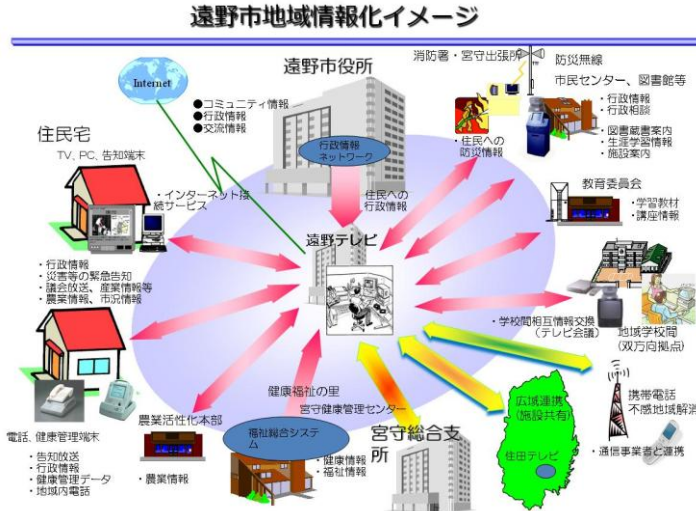 遠野市地域情報化イメージ
Internet
遠野市役所
●コミュニティ情報
●行政情報
●交流情報
行政情報
ネットワーク
消防署・宮守出張所
防災無線
市民センター、図書館等
・行政情報
・行政相談
・図書蔵書案内
・生涯学習情報
・施設案内
・住民への
防災情報
住民宅
TV、PC、告知端末
・インターネット接
続サービス
住民への
行政情報
教育委員会
・学習教材
・講座情報
遠野テレビ
・行政情報
・災害等の緊急告知
・議会放送、産業情報等
・農業情報、市況情報
・学校間相互情報交換
(テレビ会議)
地域学校間
(双方向拠点)
電話、健康管理端末
・告知放送
・行政情報
・健康管理データ
・地域内電話
農業活性化本部
・農業情報
健康福祉の里
宮守健康管理センター
福祉総合システ
ム
・健康情報
・福祉情報
宮守総合支
所
広域連携
(施設共有)
住田テレビ
携帯電話
不感地域解消
・通信事業者と連携